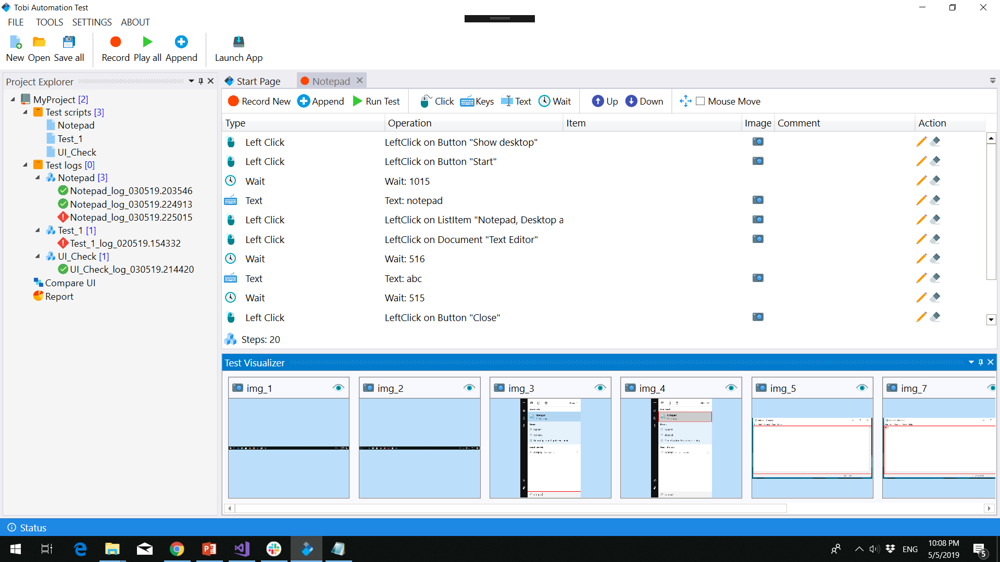 Tobi Automation Test
FILE TOOLS SETTINGS ABOUT
New Open Save all Record Play all Append Launch App
Project Explorer
MyProject [2]
Test scripts [3]
Notepad
Test_1
UI_Check
Test logs [0]
Notepad [3]
Notepad_log_030519.203546
Notepad_log_030519.224913
Notepad_log_030519.225015
Test_1 [1]
Test_1_log_020519.154332
UI_Check [1]
UI_Check_log_030519.214420
Compare UI
Report
Start Page Notepad
Record New Append Run Test Click Keys Text Wait Up Down Mouse Move
Type Operation Item Image Comment Action
Left Click LeftClick on Button "Show desktop"
Left Click LeftClick on Button "Start"
Wait Wait: 1015
Text Text: notepad
Left Click LeftClick on ListItem "Notepad, Desktop a
Left Click LeftClick on Document "Text Editor"
Wait Wait: 516
Text Text: abc
Wait Wait: 515
Left Click LeftClick on Button "Close"
Steps: 20
Test Visualizer
img_1 img_2 img_3 img_4 img_5 img_7
Status
ENG
10:08 PM
5/5/2019
5